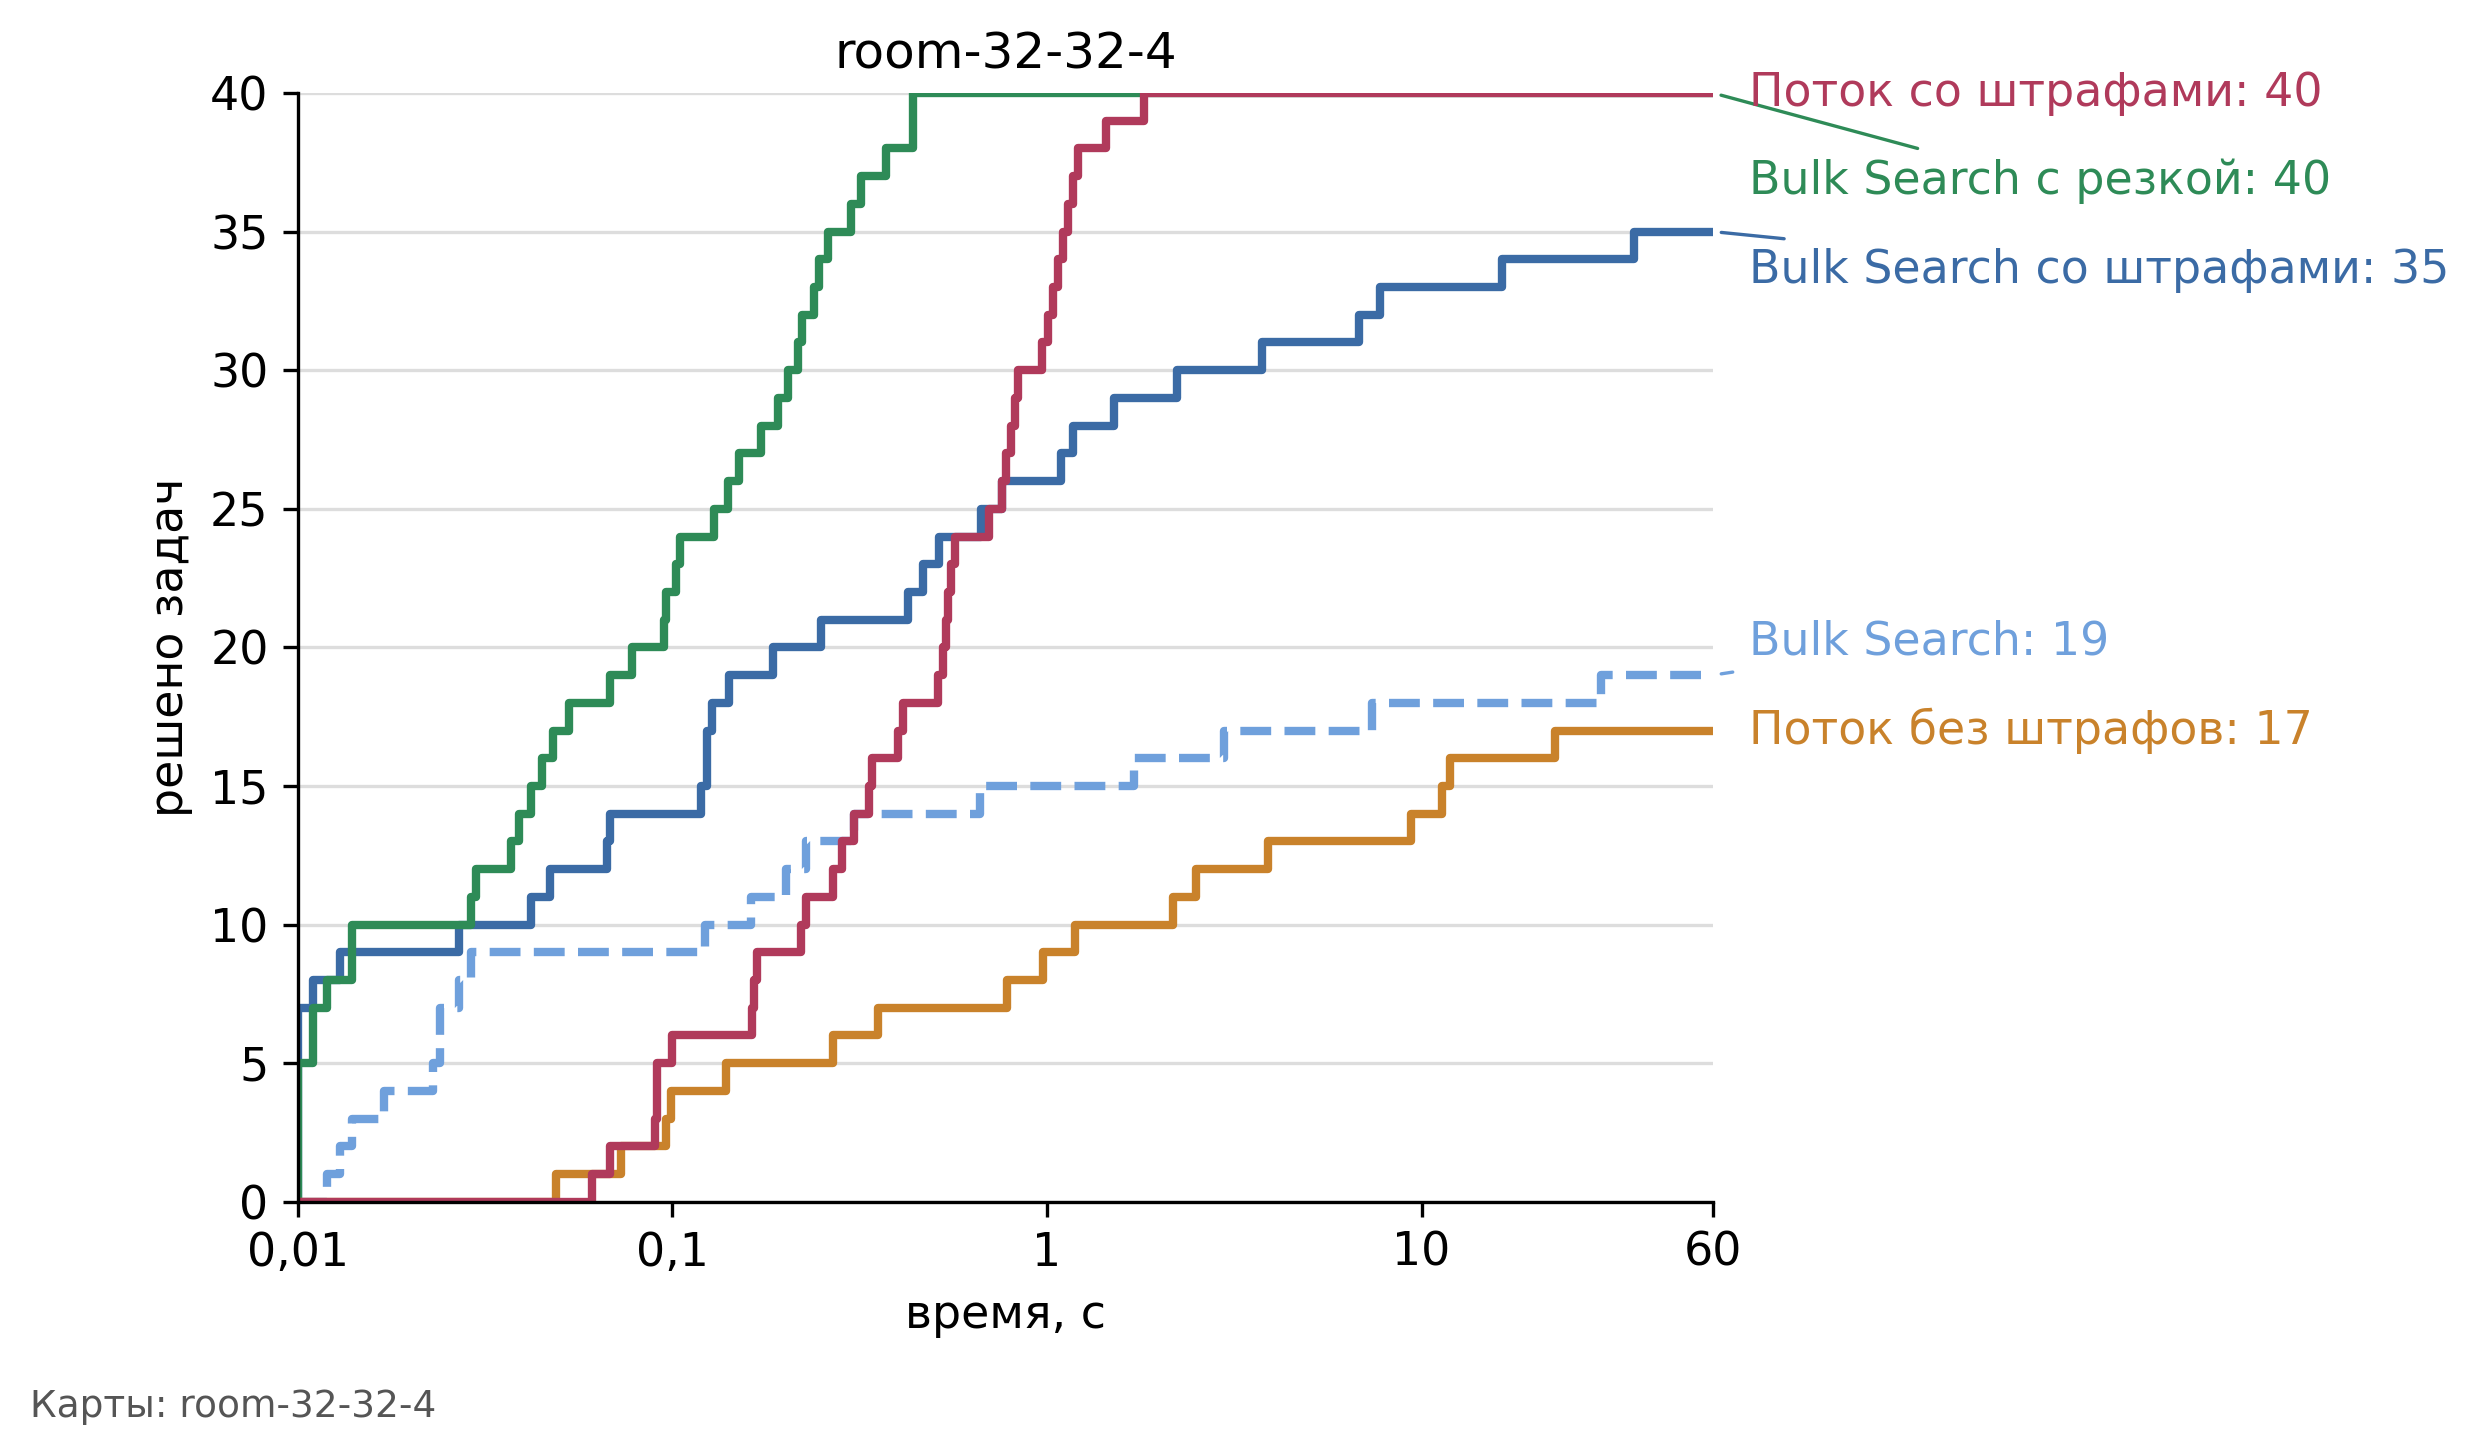 room-32-32-4
40
35
30
25
20
15
10
5
0
решено задач
0,01
0,1
1
10
60
время, с
Поток со штрафами: 40
Bulk Search с резкой: 40
Bulk Search со штрафами: 35
Bulk Search: 19
Поток без штрафов: 17
Карты: room-32-32-4